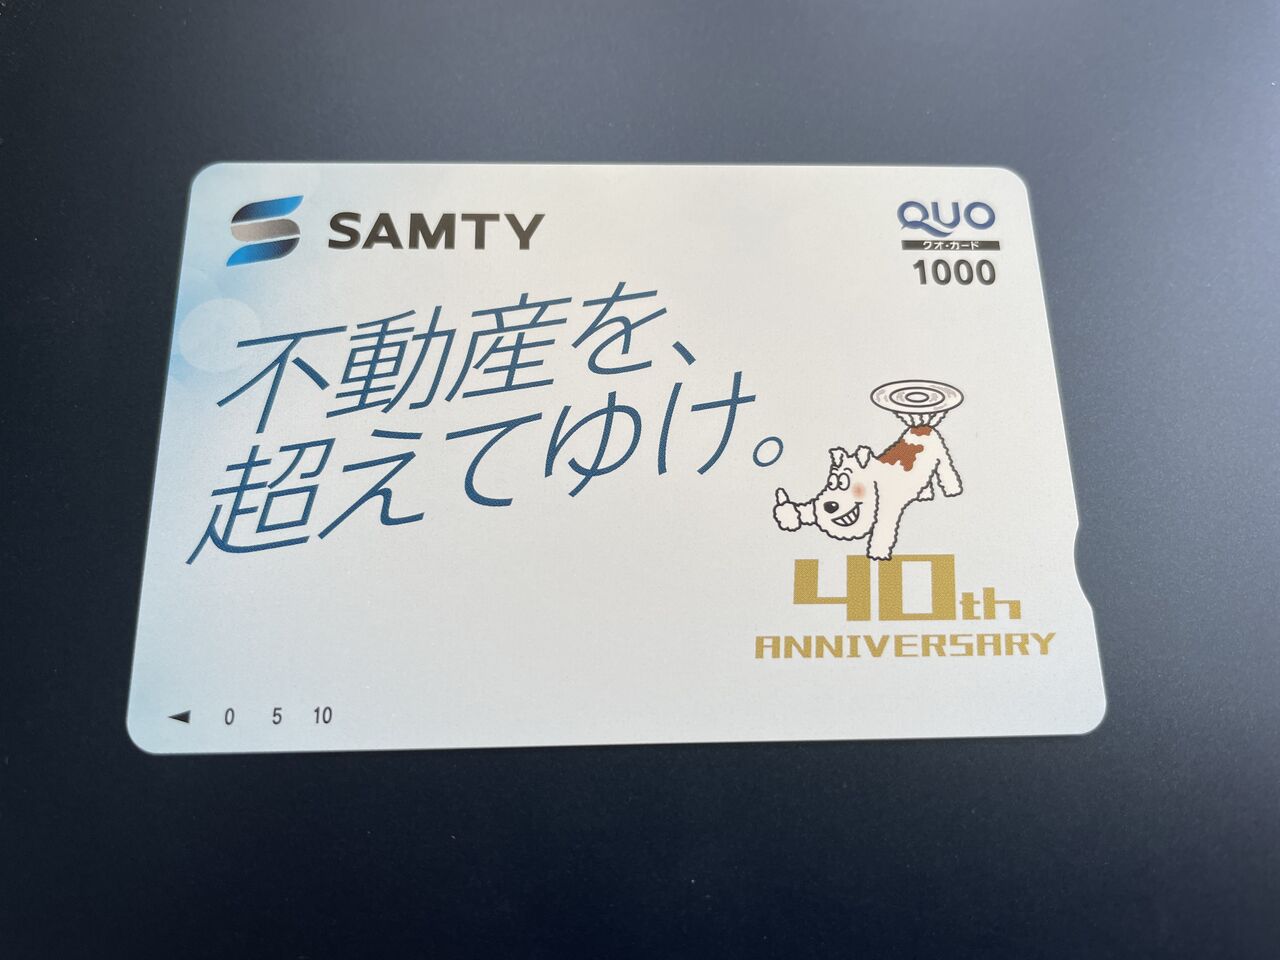 SAMTY
QUO
クオ・カード
1000
不動産を、
超えてゆけ。
40th
ANNIVERSARY
◀ 0 5 10